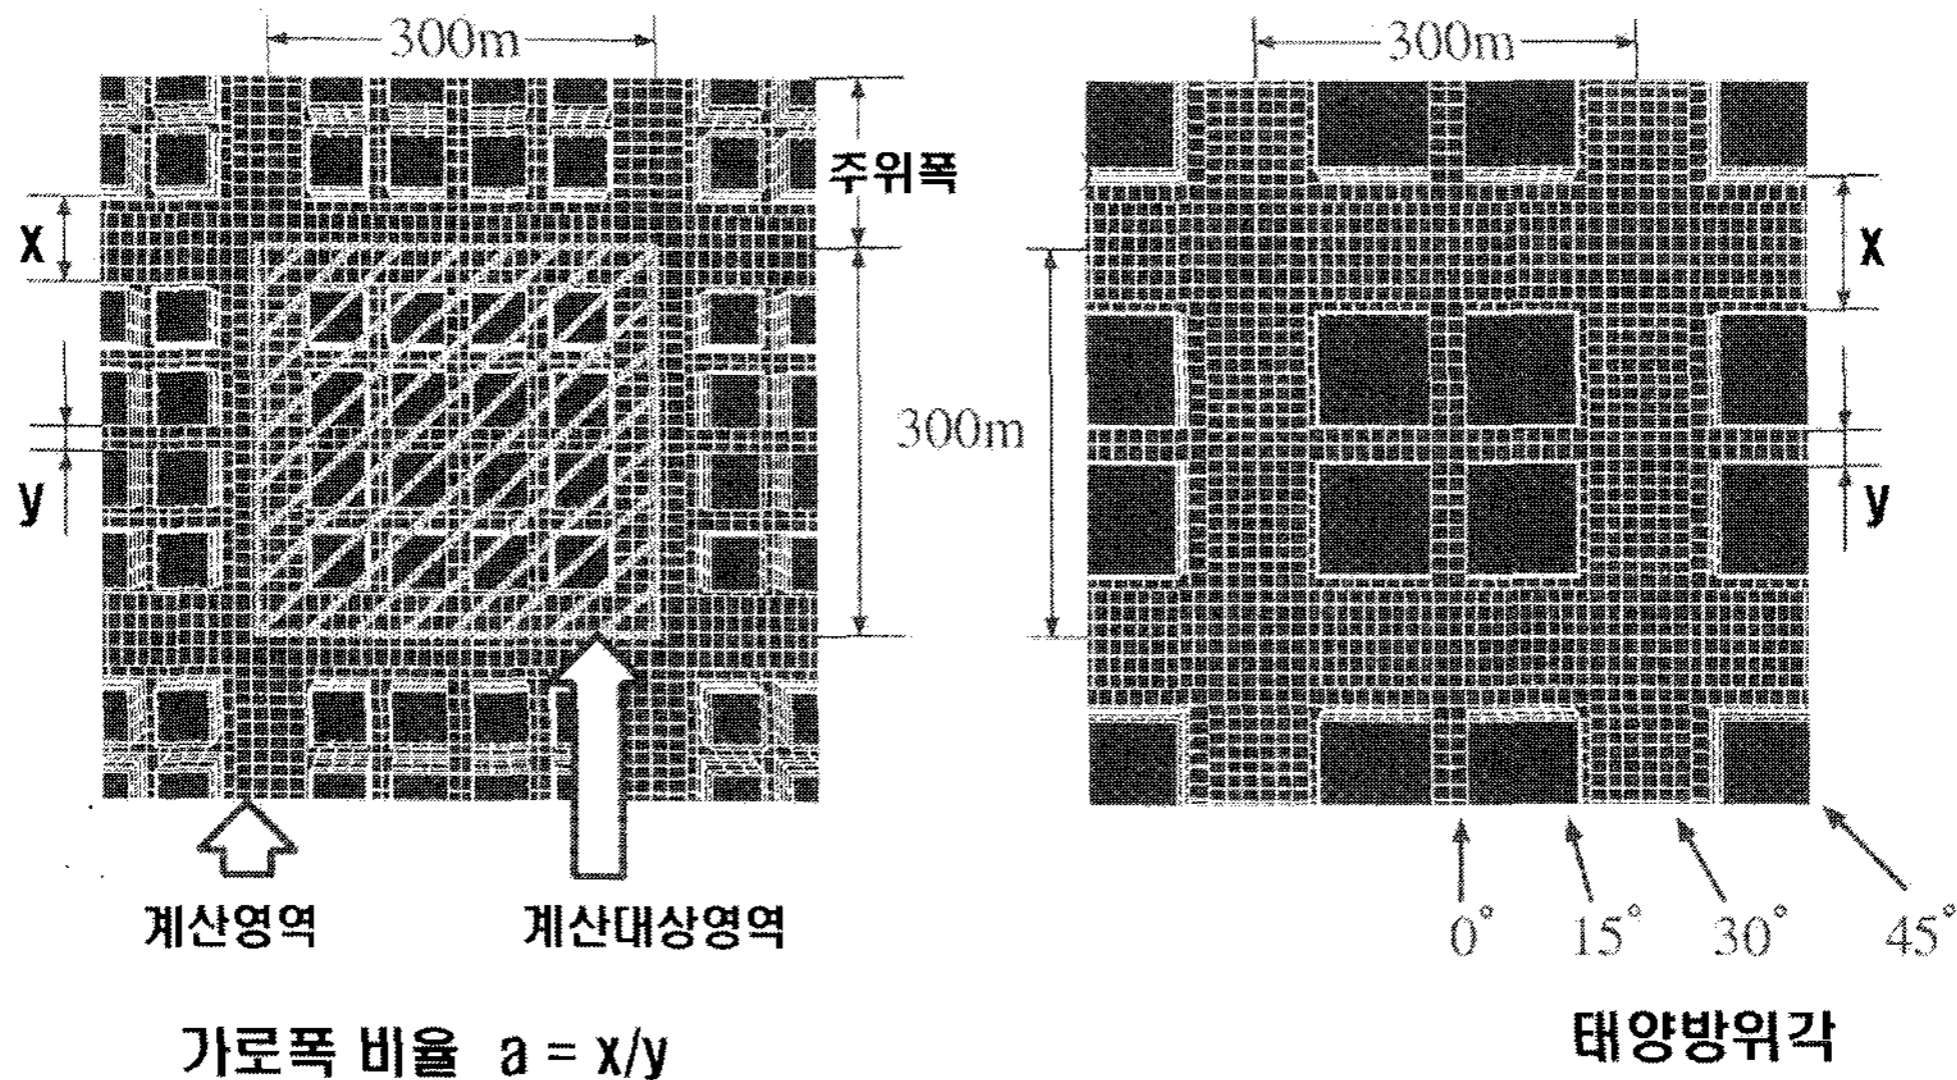 300m
300m
주위폭
x
x
300m
y
y
계산영역
계산대상영역
0°
15°
30°
45°
가로폭 비율 a = x/y
태양방위각